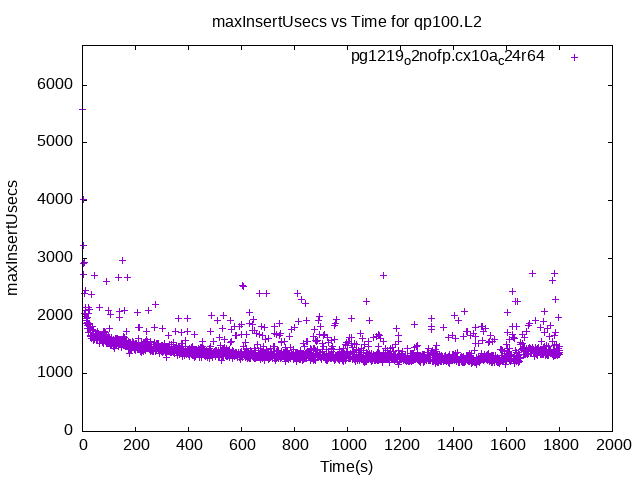 maxInsertUsecs vs Time for qp100.L2
pg1219o2nofp.cx10ac24r64
6000
5000
4000
3000
2000
1000
0
maxInsertUsecs
0 200 400 600 800 1000 1200 1400 1600 1800 2000
Time(s)